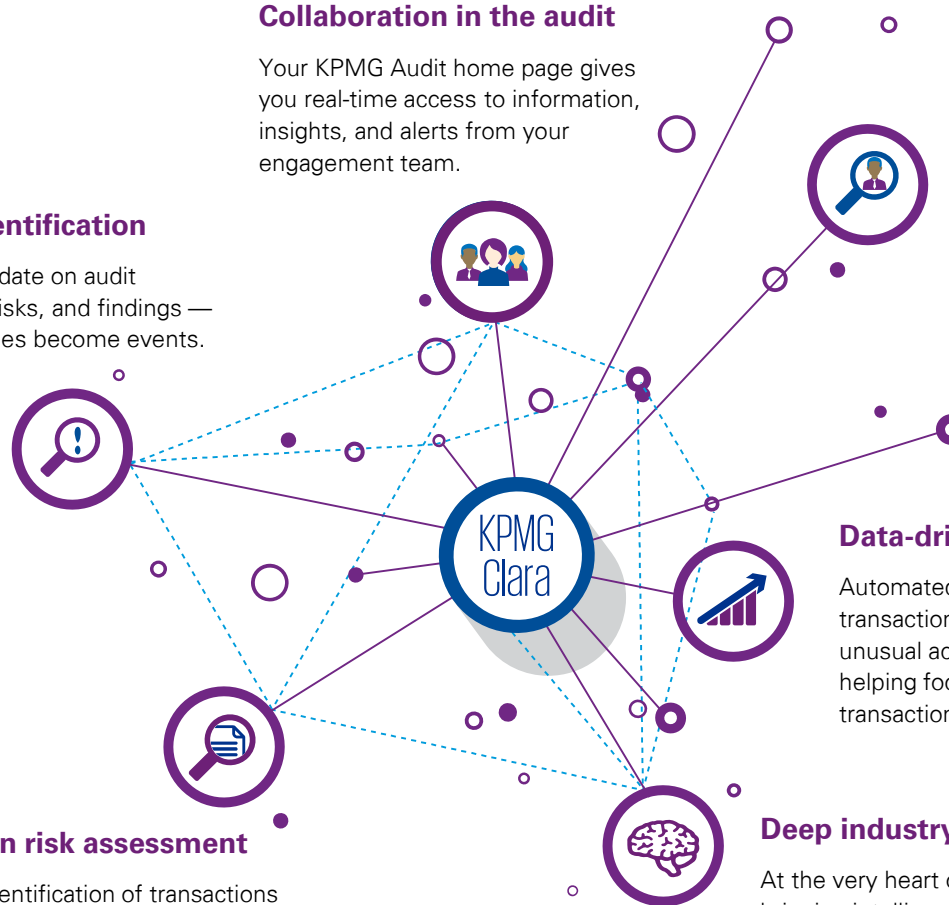 Collaboration in the audit
Your KPMG Audit home page gives
you real-time access to information,
insights, and alerts from your
engagement team.
entification
date on audit
isks, and findings —
es become events.
KPMG
Clara
Data-dri
Automated
transaction
unusual ac
helping foc
transaction
n risk assessment
entification of transactions
Deep industry
At the very heart o